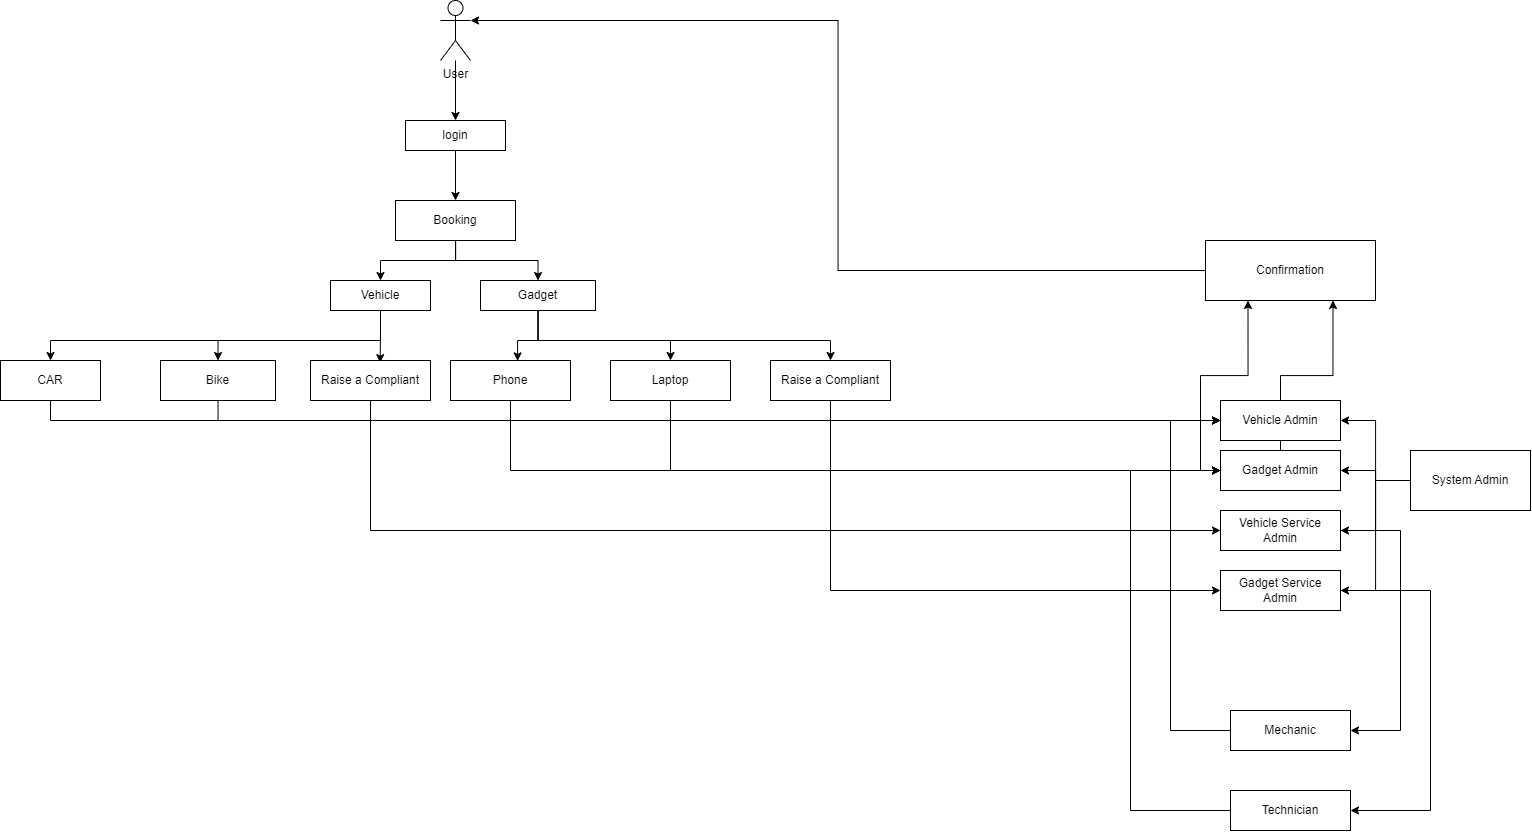 User
login
Booking
Vehicle
Gadget
Confirmation
CAR
Bike
Raise a Compliant
Phone
Laptop
Raise a Compliant
Vehicle Admin
Gadget Admin
System Admin
Vehicle Service
Admin
Gadget Service
Admin
Mechanic
Technician